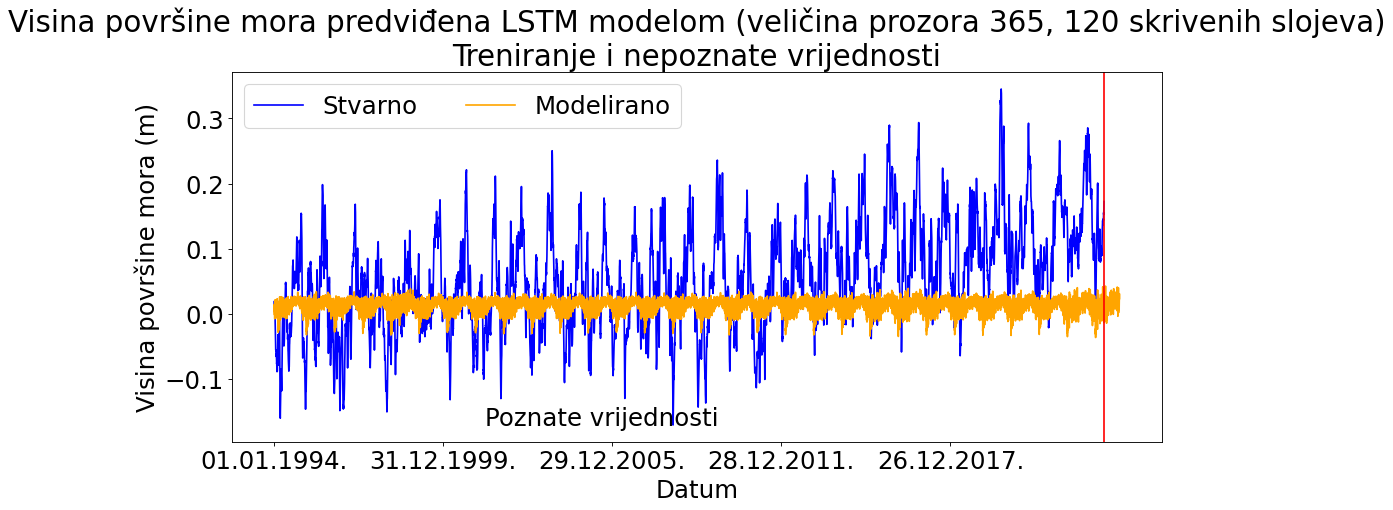 Visina površine mora predviđena LSTM modelom (veličina prozora 365, 120 skrivenih slojeva)
Treniranje i nepoznate vrijednosti
Stvarno Modelirano
Visina površine mora (m)
0.3
0.2
0.1
0.0
−0.1
Poznate vrijednosti
01.01.1994. 31.12.1999. 29.12.2005. 28.12.2011. 26.12.2017.
Datum